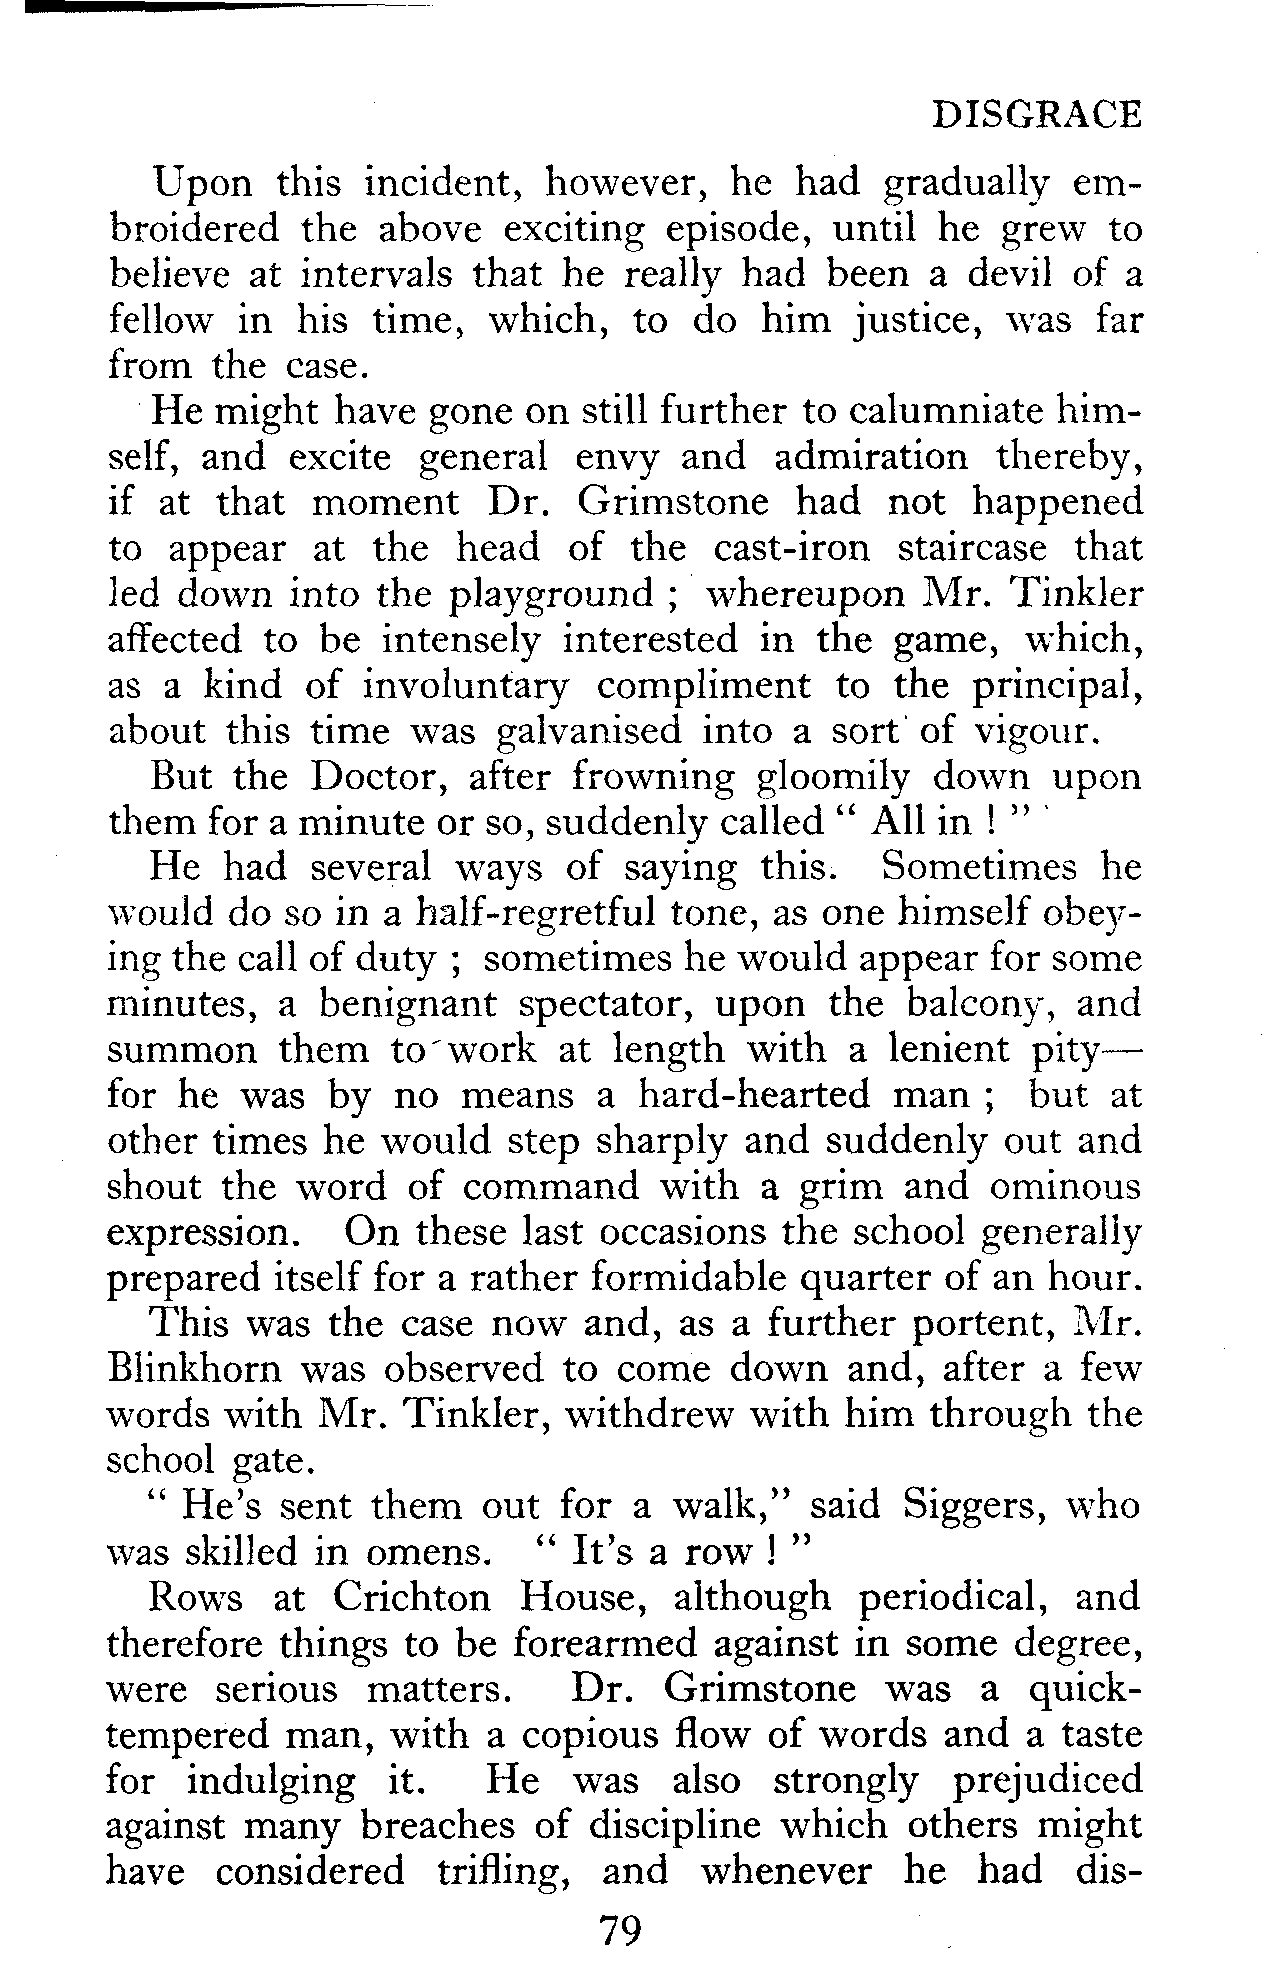 DISGRACE
Upon this incident, however, he had gradually em-
broidered the above exciting episode, until he grew to
believe at intervals that he really had been a devil of a
fellow in his time, which, to do him justice, was far
from the case.
He might have gone on still further to calumniate him-
self, and excite general envy and admiration thereby,
if at that moment Dr. Grimstone had not happened
to appear at the head of the cast-iron staircase that
led down into the playground ; whereupon Mr. Tinkler
affected to be intensely interested in the game, which,
as a kind of involuntary compliment to the principal,
about this time was galvanised into a sort of vigour.
But the Doctor, after frowning gloomily down upon
them for a minute or so, suddenly called “ All in ! ”
He had several ways of saying this. Sometimes he
would do so in a half-regretful tone, as one himself obey-
ing the call of duty ; sometimes he would appear for some
minutes, a benignant spectator, upon the balcony, and
summon them to work at length with a lenient pity—
for he was by no means a hard-hearted man ; but at
other times he would step sharply and suddenly out and
shout the word of command with a grim and ominous
expression. On these last occasions the school generally
prepared itself for a rather formidable quarter of an hour.
This was the case now and, as a further portent, Mr.
Blinkhorn was observed to come down and, after a few
words with Mr. Tinkler, withdrew with him through the
school gate.
“ He's sent them out for a walk,” said Siggers, who
was skilled in omens. “ It's a row ! ”
Rows at Crichton House, although periodical, and
therefore things to be forearmed against in some degree,
were serious matters. Dr. Grimstone was a quick-
tempered man, with a copious flow of words and a taste
for indulging it. He was also strongly prejudiced
against many breaches of discipline which others might
have considered trifling, and whenever he had dis-
79